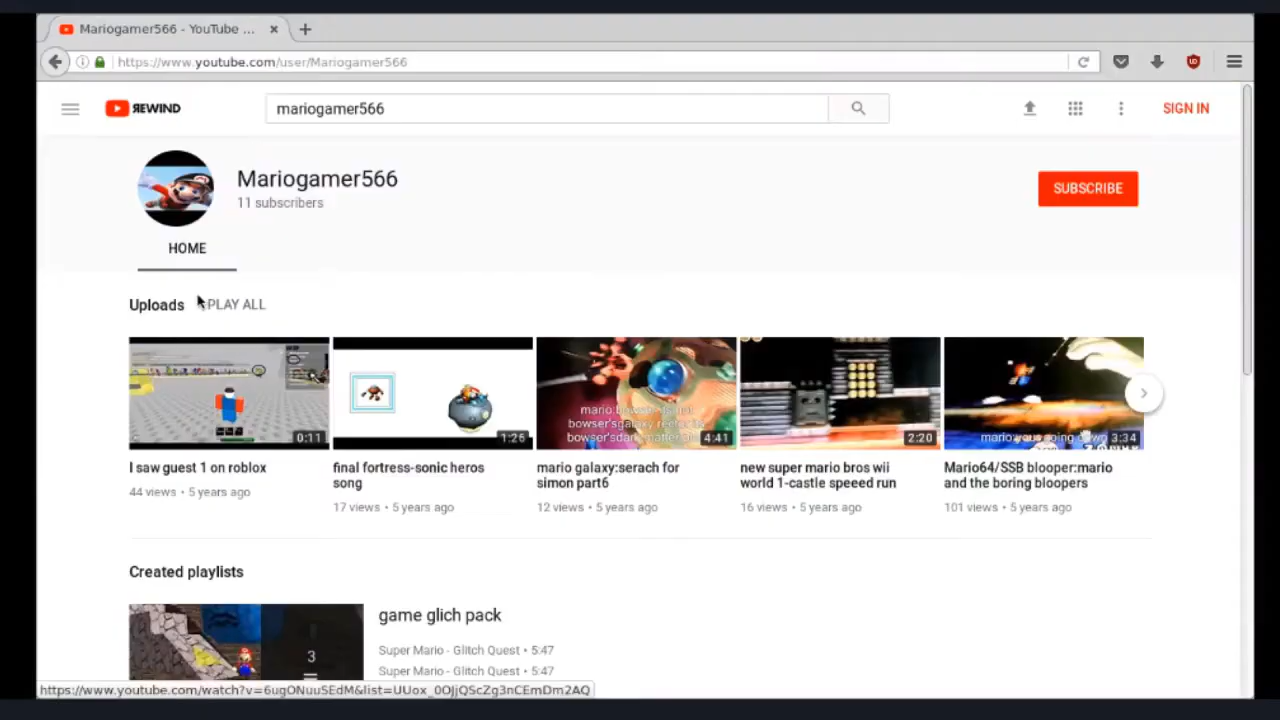 Mariogamer566 - YouTube ...
https://www.youtube.com/user/Mariogamer566
REWIND
mariogamer566
SIGN IN
Mariogamer566
11 subscribers
SUBSCRIBE
HOME
Uploads
PLAY ALL
0:11
1:26
4:41
2:20
3:34
I saw guest 1 on roblox
44 views • 5 years ago
final fortress-sonic heros
song
17 views • 5 years ago
mario galaxy:serach for
simon part6
12 views • 5 years ago
new super mario bros wii
world 1-castle speeed run
16 views • 5 years ago
Mario64/SSB blooper:mario
and the boring bloopers
101 views • 5 years ago
Created playlists
3
game glich pack
Super Mario - Glitch Quest • 5:47
Super Mario - Glitch Quest • 5:47